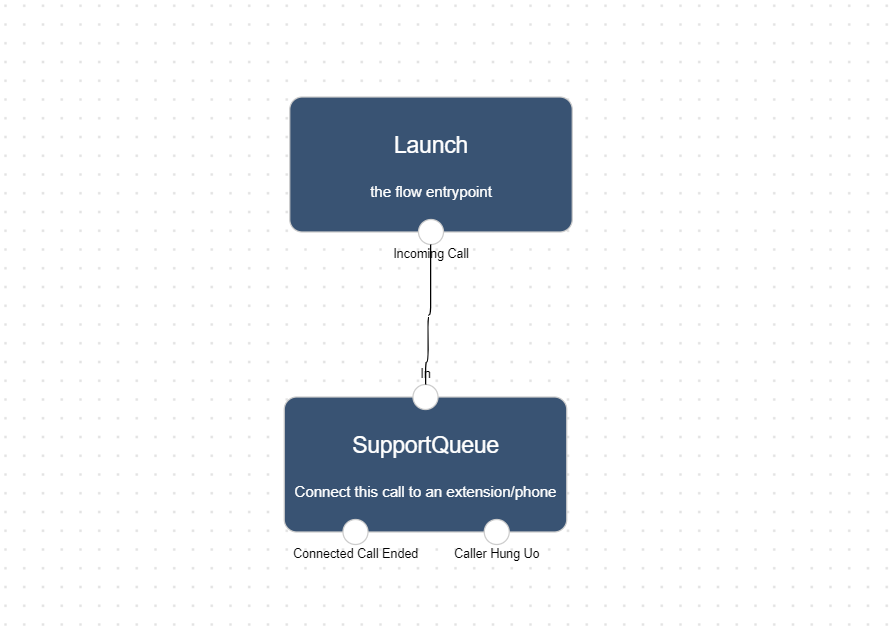 Launch
the flow entrypoint
Incoming Call
In
SupportQueue
Connect this call to an extension/phone
Connected Call Ended
Caller Hung Uo